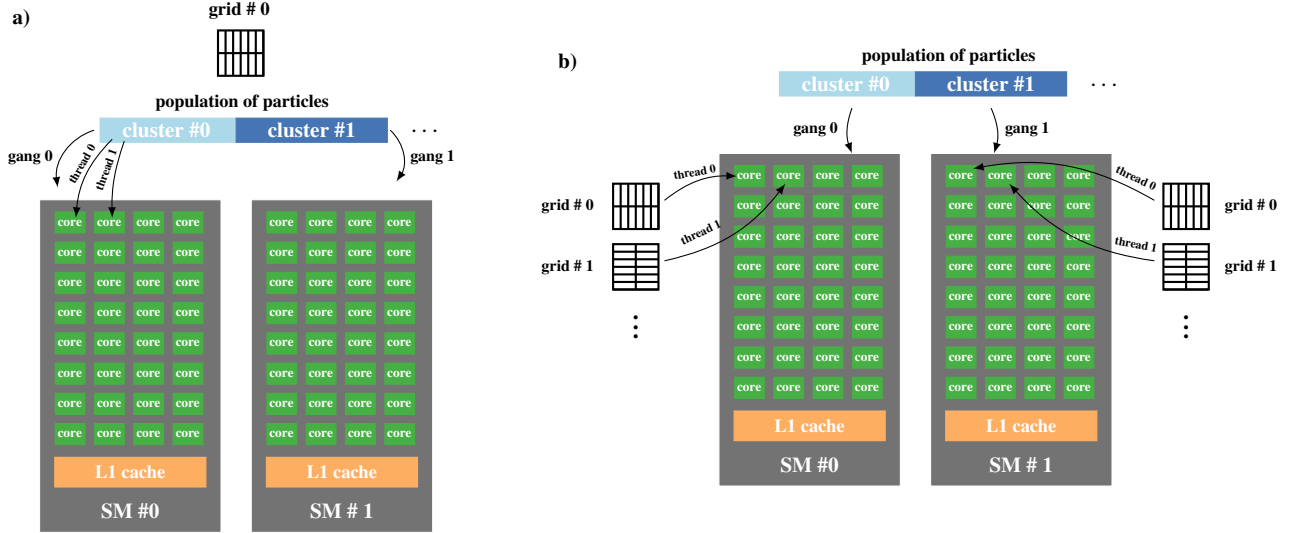 a)
grid # 0
population of particles
cluster #0 cluster #1 . . .
gang 0 thread 0 thread 1 gang 1
core core core core core core core core
core core core core core core core core
core core core core core core core core
core core core core core core core core
core core core core core core core core
core core core core core core core core
core core core core core core core core
core core core core core core core core
L1 cache L1 cache
SM #0 SM # 1
b)
population of particles
cluster #0 cluster #1 . . .
gang 0 gang 1
thread 0 core core core core core core core core thread 0
grid # 0 core core core core core core core core grid # 0
thread 1 core core core core core core core core thread 1
grid # 1 core core core core core core core core grid # 1
core core core core core core core core
core core core core core core core core
core core core core core core core core
core core core core core core core core
L1 cache L1 cache
SM #0 SM # 1